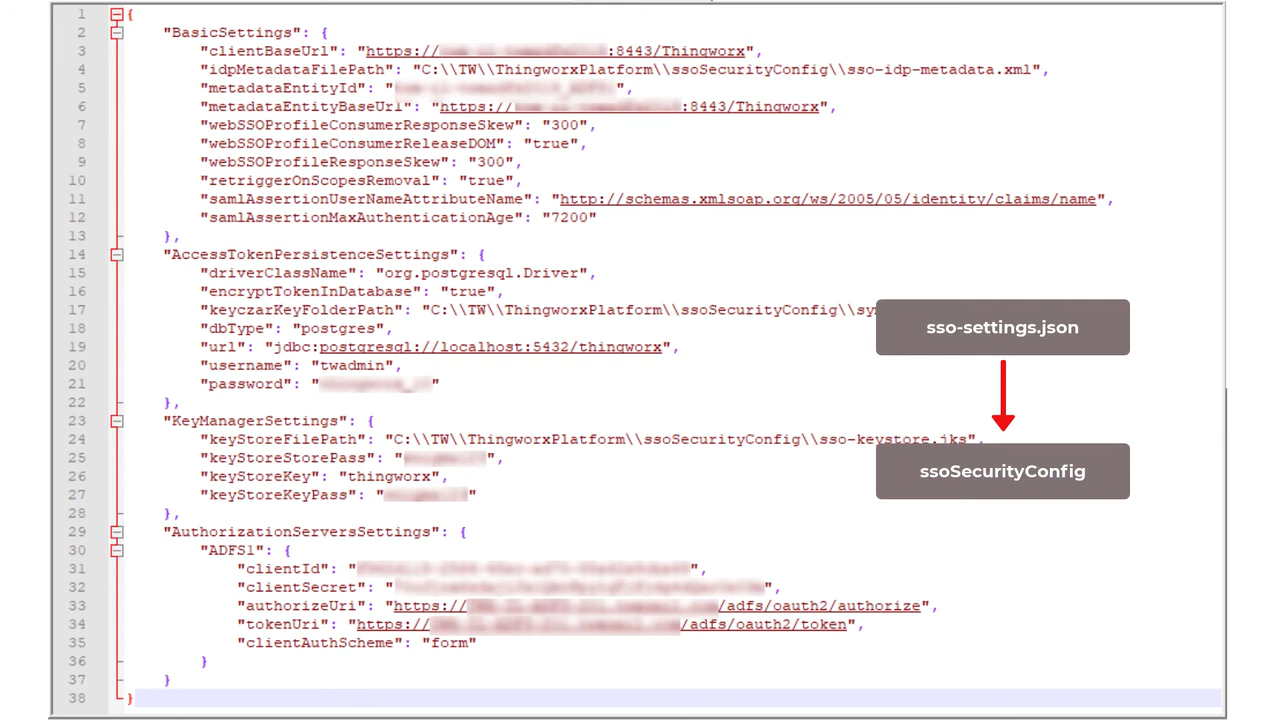 1 {
2 "BasicSettings": {
3 "clientBaseUrl": "https:// :8443/Thingworx",
4 "idpMetadataFilePath": "C:\\TW\\ThingworxPlatform\\ssoSecurityConfig\\sso-idp-metadata.xml",
5 "metadataEntityId": " ",
6 "metadataEntityBaseUrl": "https:// :8443/Thingworx",
7 "webSSOProfileConsumerResponseSkew": "300",
8 "webSSOProfileConsumerReleaseDOM": "true",
9 "webSSOProfileResponseSkew": "300",
10 "retriggerOnScopesRemoval": "true",
11 "samlAssertionUserNameAttributeName": "http://schemas.xmlsoap.org/ws/2005/05/identity/claims/name",
12 "samlAssertionMaxAuthenticationAge": "7200"
13 },
14 "AccessTokenPersistenceSettings": {
15 "driverClassName": "org.postgresql.Driver",
16 "encryptTokenInDatabase": "true",
17 "keyczarKeyFolderPath": "C:\\TW\\ThingworxPlatform\\ssoSecurityConfig\\
sso-settings.json
18 "dbType": "postgres",
19 "url": "jdbc:postgresql://localhost:5432/thingworx",
20 "username": "twadmin",
21 "password": " "
22 },
23 "KeyManagerSettings": {
24 "keyStoreFilePath": "C:\\TW\\ThingworxPlatform\\ssoSecurityConfig\\sso-keystore.jks",
25 "keyStoreStorePass": " ",
ssoSecurityConfig
26 "keyStoreKey": "thingworx",
27 "keyStoreKeyPass": " "
28 },
29 "AuthorizationServersSettings": {
30 "ADFS1": {
31 "clientId": " ",
32 "clientSecret": " ",
33 "authorizeUri": "https:// /adfs/oauth2/authorize",
34 "tokenUri": "https:// /adfs/oauth2/token",
35 "clientAuthScheme": "form"
36 }
37 }
38 }